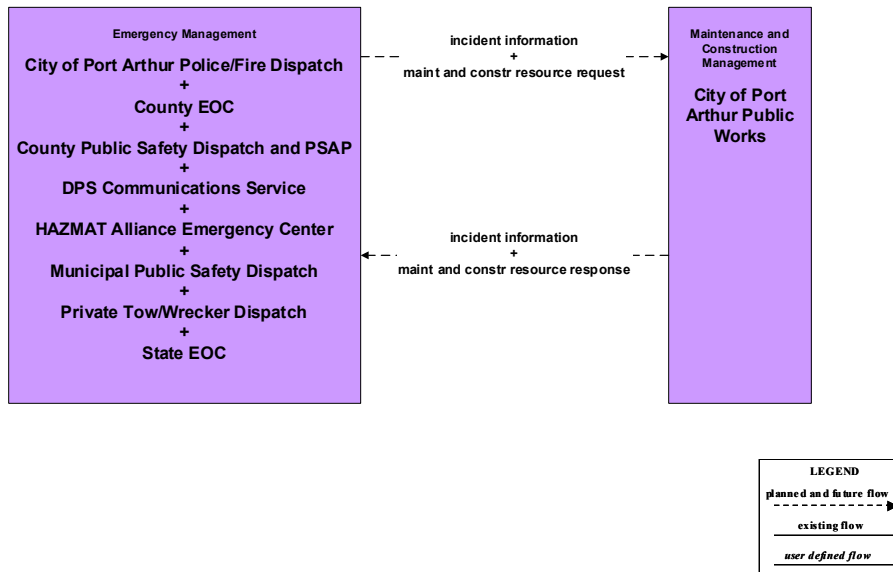 Emergency Management
City of Port Arthur Police/Fire Dispatch
+
County EOC
+
County Public Safety Dispatch and PSAP
+
DPS Communications Service
+
HAZMAT Alliance Emergency Center
+
Municipal Public Safety Dispatch
+
Private Tow/Wrecker Dispatch
+
State EOC
incident information
+
maint and constr resource request
incident information
+
maint and constr resource response
Maintenance and
Construction
Management
City of Port
Arthur Public
Works
LEGEND
planned and future flow
existing flow
user defined flow